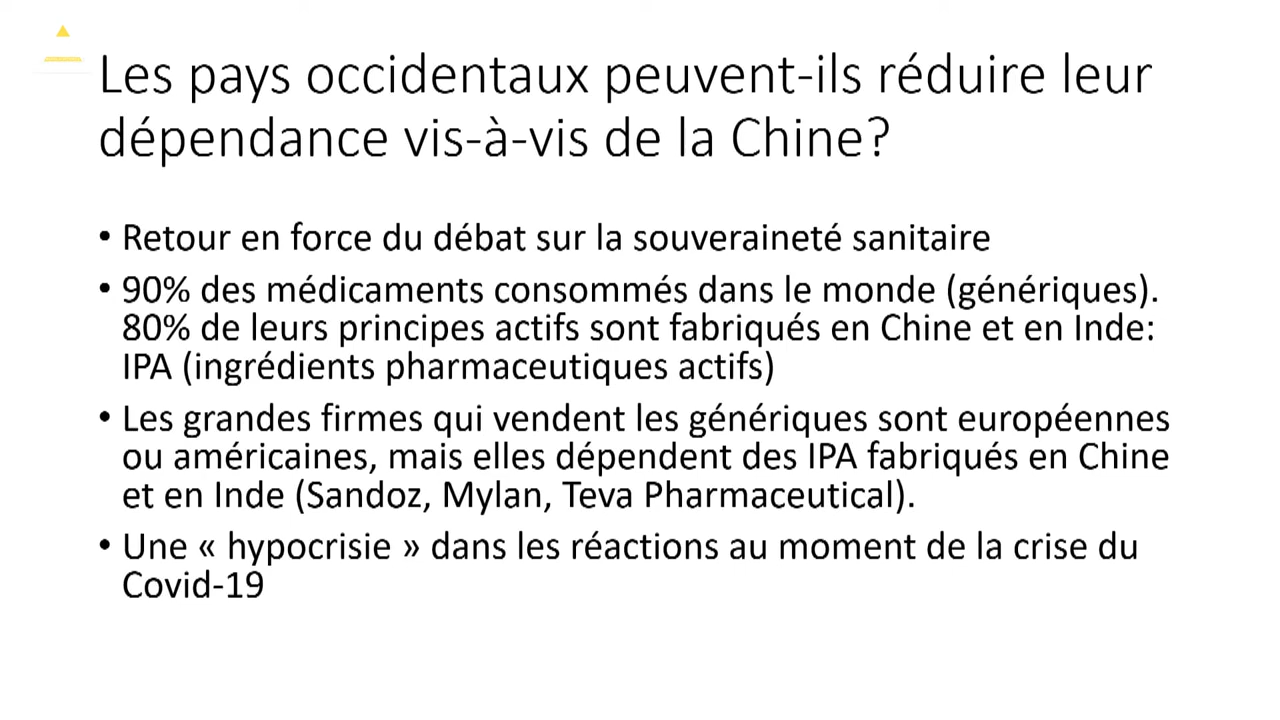 Les pays occidentaux peuvent-ils réduire leur
dépendance vis-à-vis de la Chine?
• Retour en force du débat sur la souveraineté sanitaire
• 90% des médicaments consommés dans le monde (génériques).
80% de leurs principes actifs sont fabriqués en Chine et en Inde:
IPA (ingrédients pharmaceutiques actifs)
• Les grandes firmes qui vendent les génériques sont européennes
ou américaines, mais elles dépendent des IPA fabriqués en Chine
et en Inde (Sandoz, Mylan, Teva Pharmaceutical).
• Une « hypocrisie » dans les réactions au moment de la crise du
Covid-19